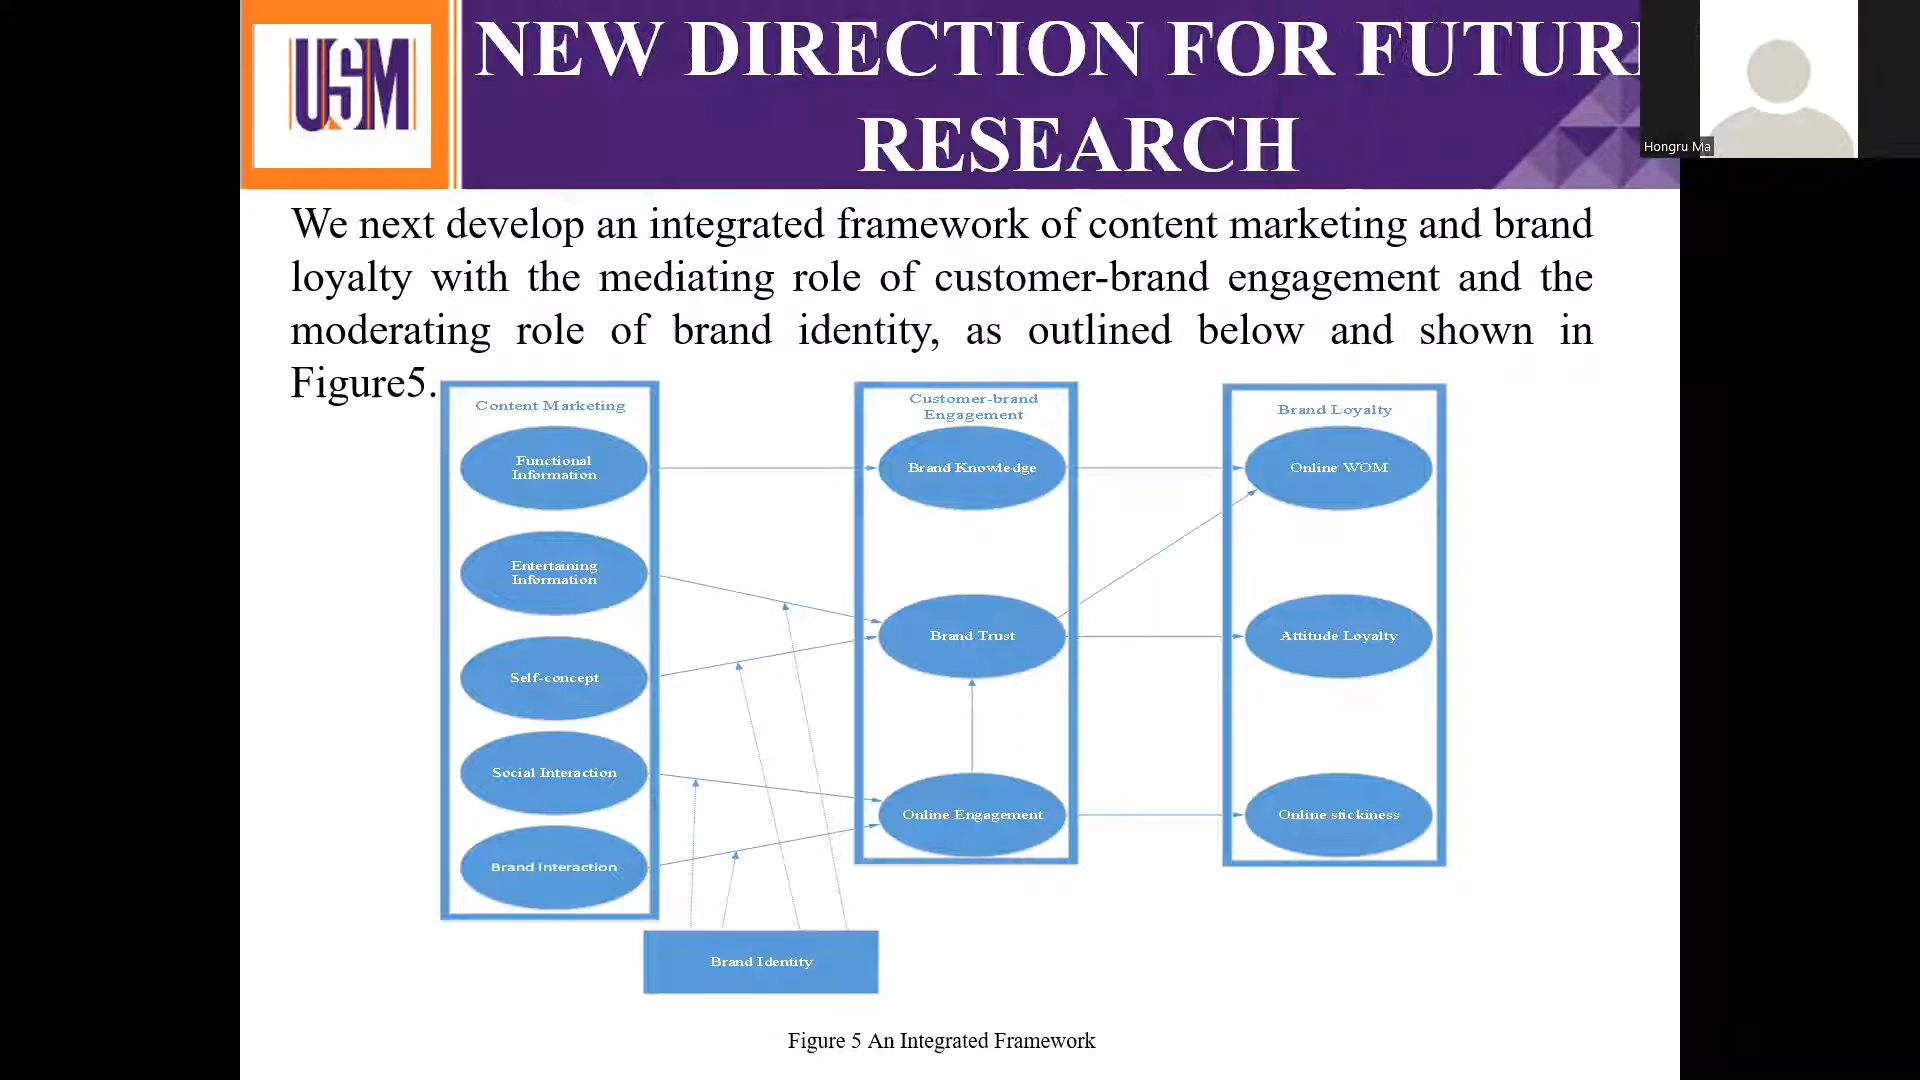 USM
NEW DIRECTION FOR FUTUR
RESEARCH
Hongru Ma
We next develop an integrated framework of content marketing and brand
loyalty with the mediating role of customer-brand engagement and the
moderating role of brand identity, as outlined below and shown in
Figure5.
Content Marketing
Functional
Information
Entertaining
Information
Self-concept
Social Interaction
Brand Interaction
Customer-brand
Engagement
Brand Knowledge
Brand Trust
Online Engagement
Brand Loyalty
Online WOM
Attitude Loyalty
Online stickiness
Brand Identity
Figure 5 An Integrated Framework